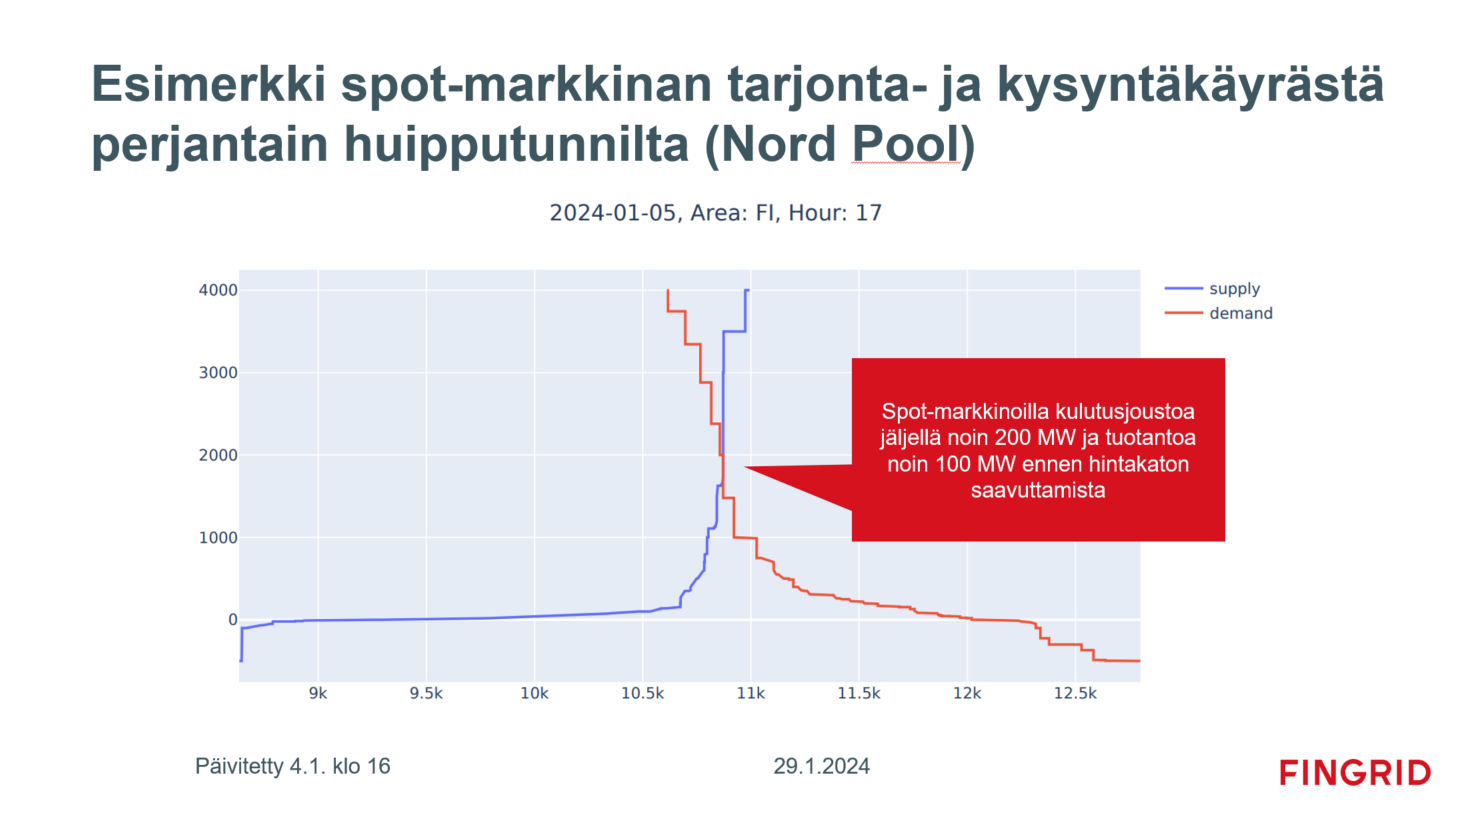 Esimerkki spot-markkinan tarjonta- ja kysyntäkäyrästä
perjantain huipputunnilta (Nord Pool)
2024-01-05, Area: FI, Hour: 17
4000
3000
2000
1000
0
9k
9.5k
10k
10.5k
11k
11.5k
12k
12.5k
supply
demand
Spot-markkinoilla kulutusjoustoa
jäljellä noin 200 MW ja tuotantoa
noin 100 MW ennen hintakaton
saavuttamista
Päivitetty 4.1. klo 16
29.1.2024
FINGRID